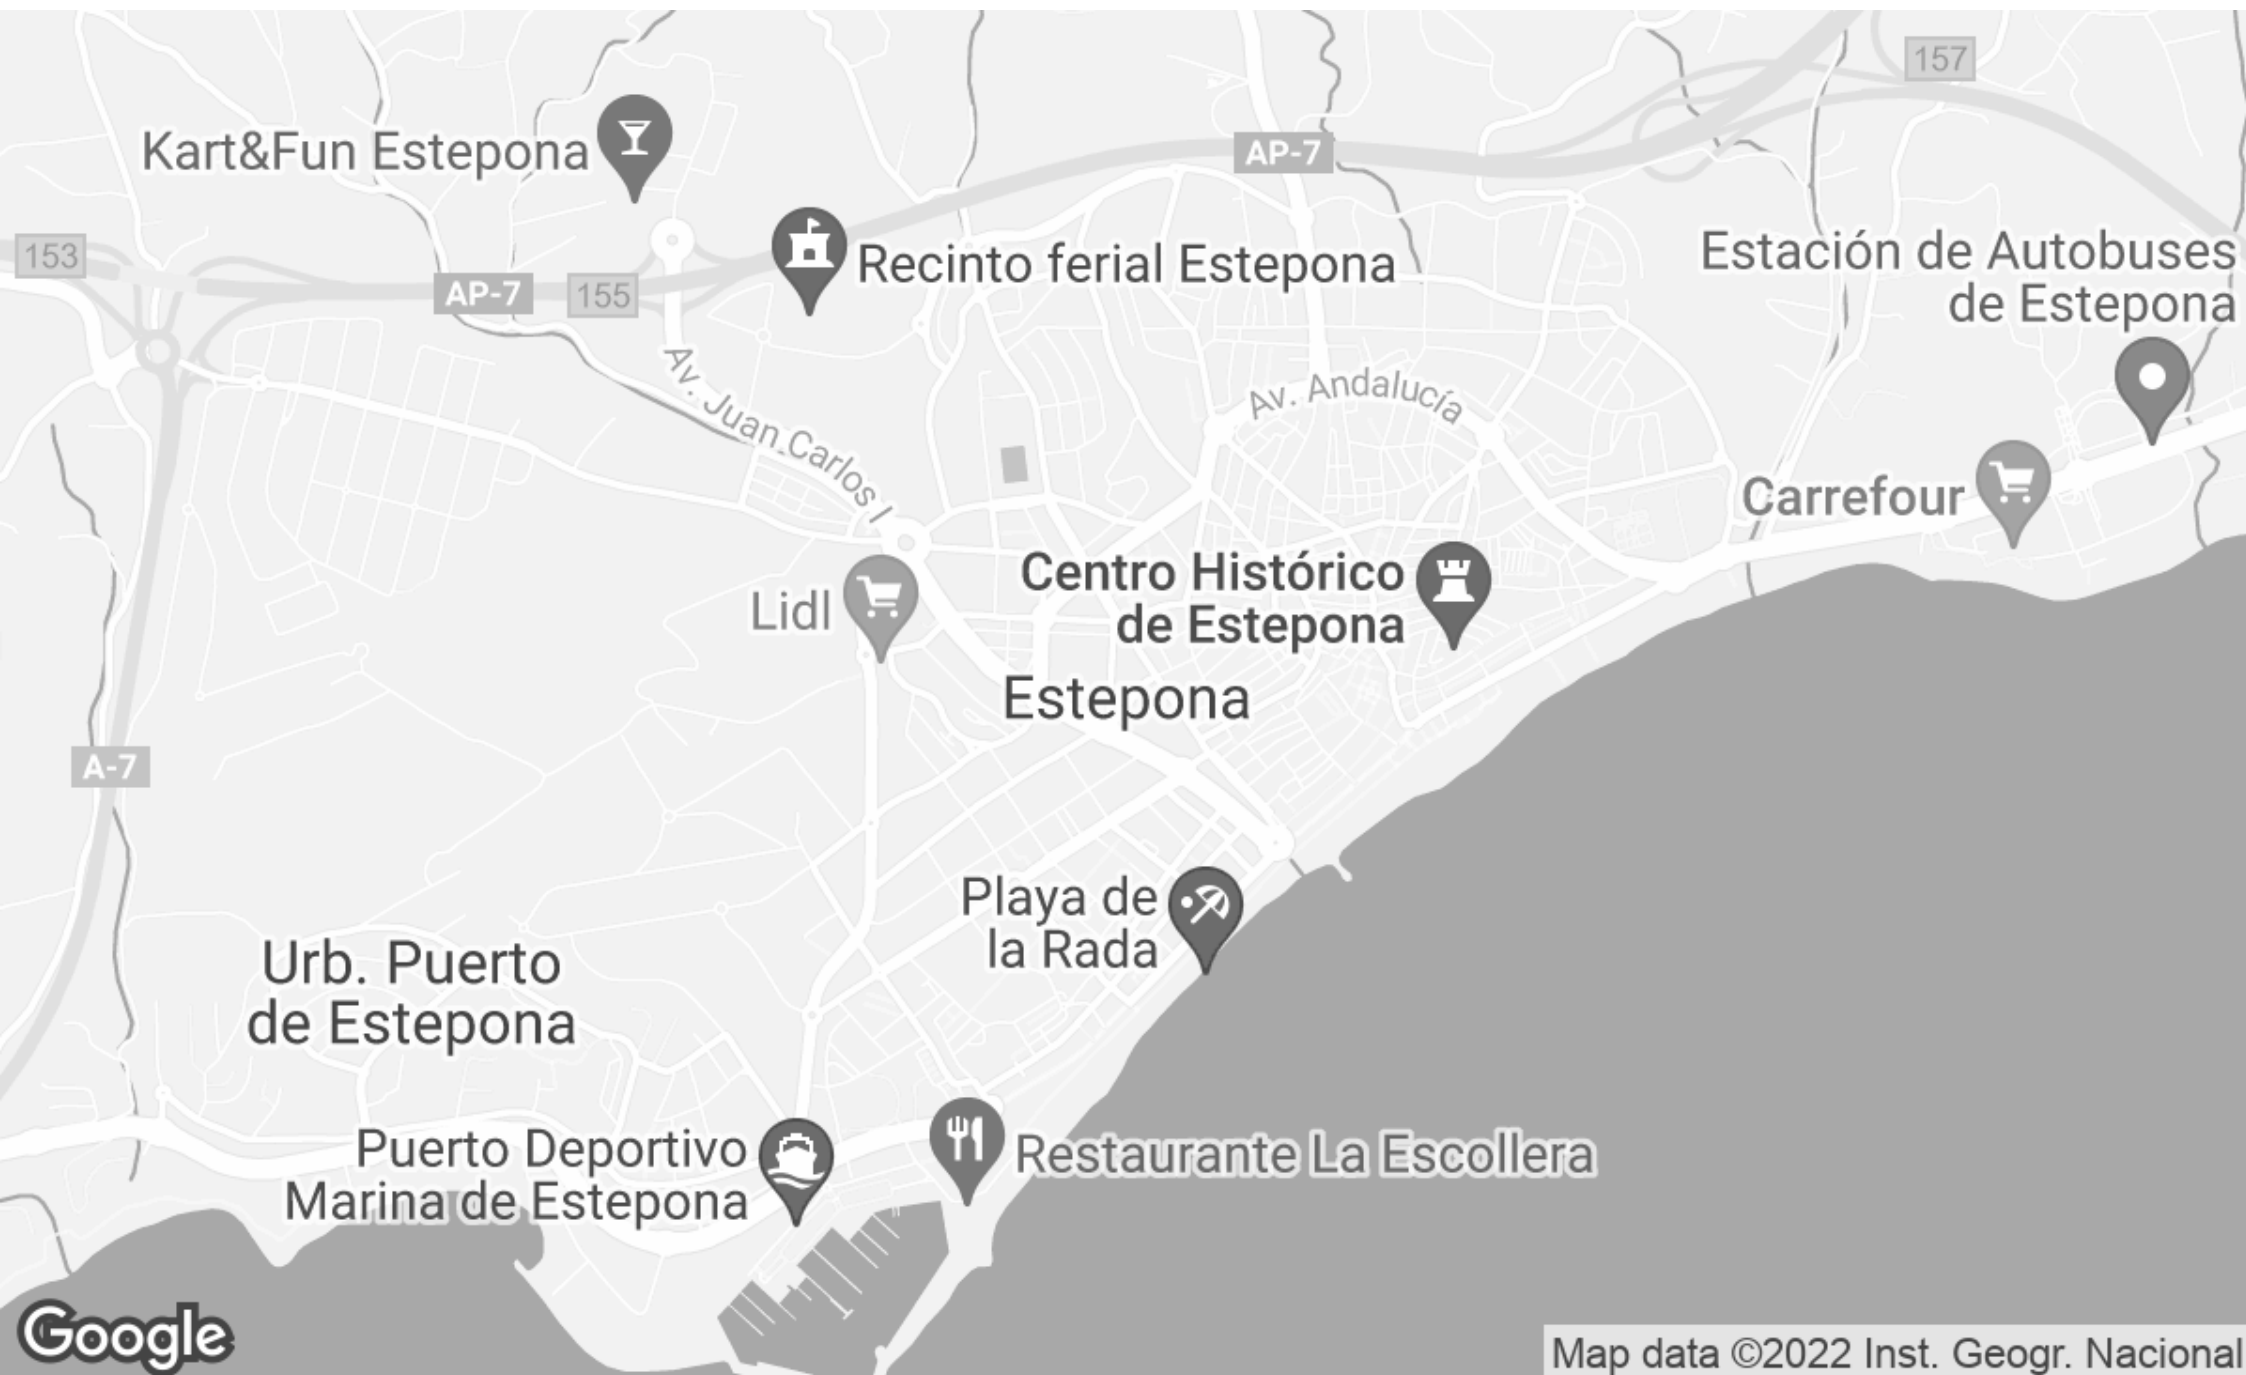 157
Kart&Fun Estepona
AP-7
153
Recinto ferial Estepona
Estación de Autobuses
de Estepona
AP-7
155
Av. Juan Carlos I
Av. Andalucía
Carrefour
Centro Histórico
de Estepona
Lidl
Estepona
A-7
Playa de
la Rada
Urb. Puerto
de Estepona
Puerto Deportivo
Marina de Estepona
Restaurante La Escollera
Google
Map data ©2022 Inst. Geogr. Nacional